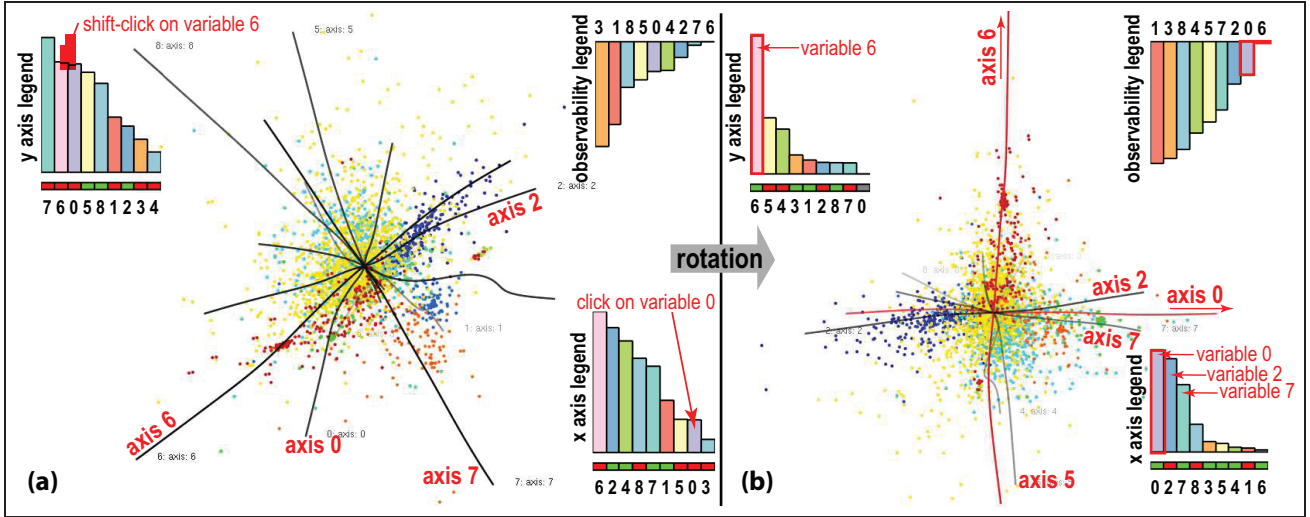 shift-click on variable 6
y axis legend
7 6 0 5 8 1 2 3 4
8: axis: 8
5: axis: 5
3 1 8 5 0 4 2 7 6
observability legend
2: axis: 2
axis 2
1: axis: 1
click on variable 0
x axis legend
6 2 4 8 7 1 5 0 3
axis 6
6: axis: 6
axis 0
0: axis: 0
axis 7
7: axis: 7
(a)
rotation
variable 6
y axis legend
6 5 4 3 1 2 8 7 0
axis 6
1 3 8 4 5 7 2 0 6
observability legend
axis 2
axis 0
2: axis: 2
axis 7
7: axis: 7
variable 0
variable 2
variable 7
x axis legend
0 2 7 8 3 5 4 1 6
4: axis: 4
axis 5
(b)